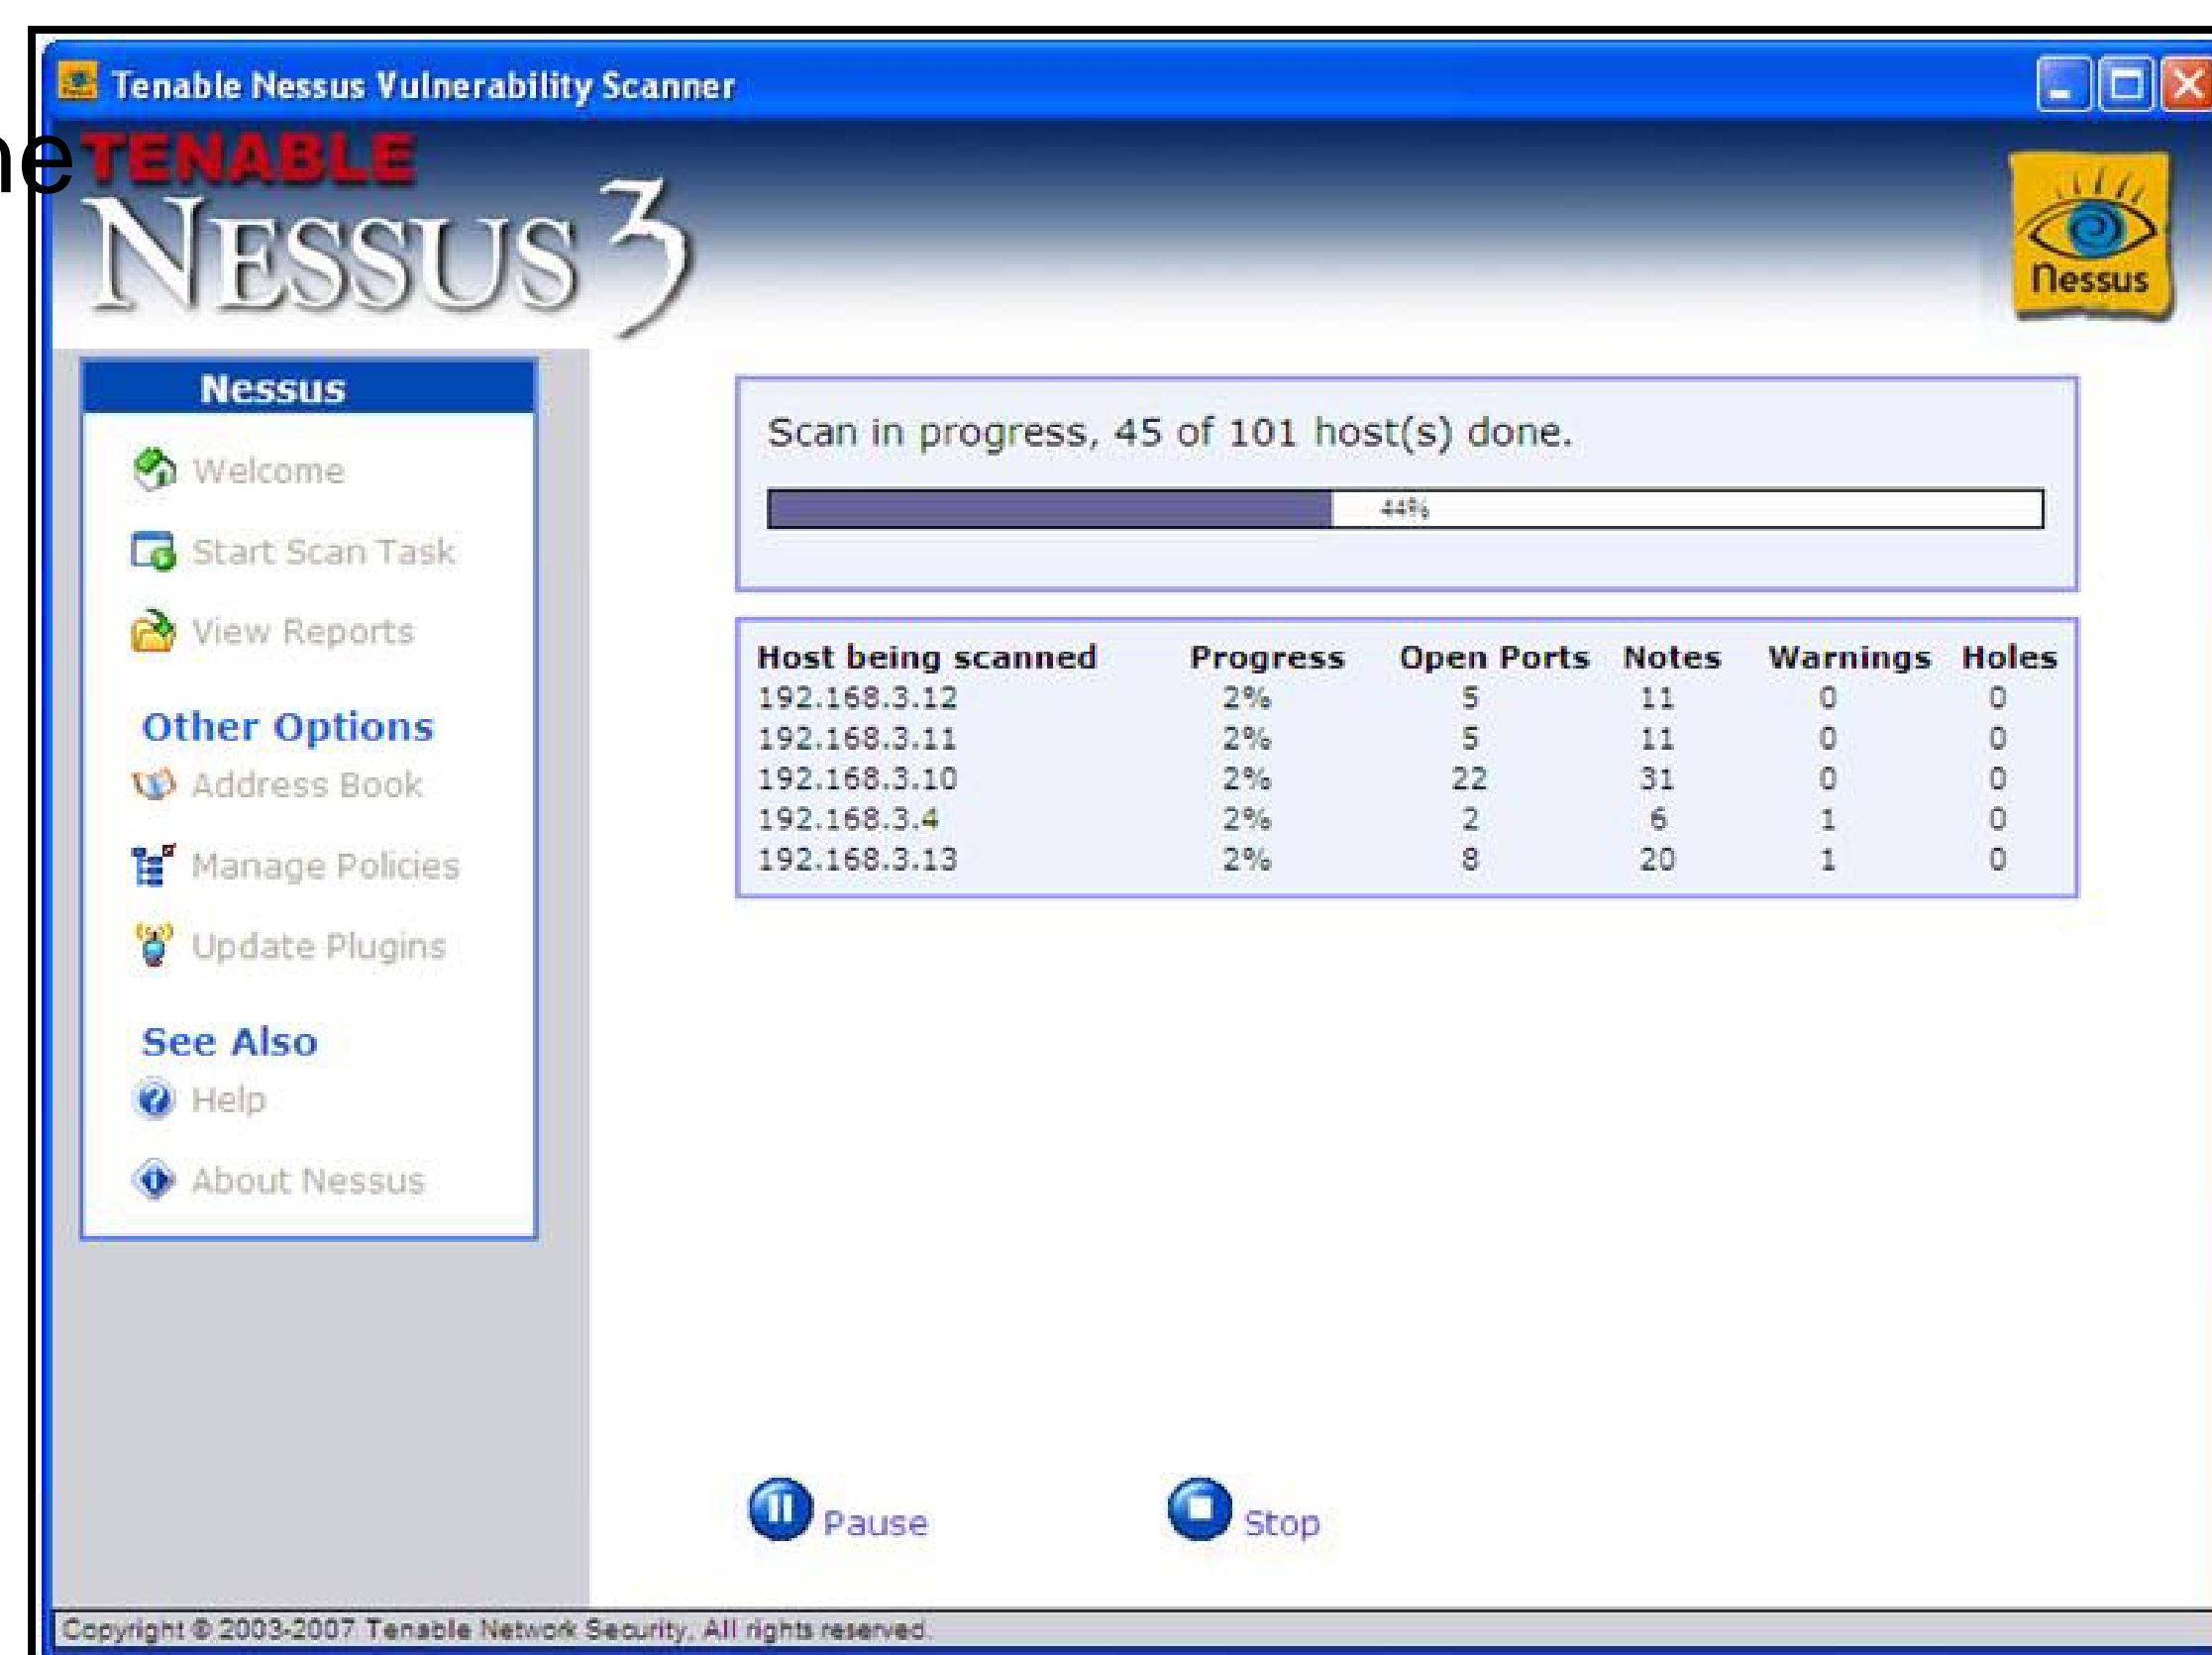 Tenable Nessus Vulnerability Scanner
ne
TENABLE
NESSUS 3
Nessus
Nessus
Welcome
Start Scan Task
View Reports
Other Options
Address Book
Manage Policies
Update Plugins
See Also
Help
About Nessus
Scan in progress, 45 of 101 host(s) done.
44%
Host being scanned Progress Open Ports Notes Warnings Holes
192.168.3.12 2% 5 11 0 0
192.168.3.11 2% 5 11 0 0
192.168.3.10 2% 22 31 0 0
192.168.3.4 2% 2 6 1 0
192.168.3.13 2% 8 20 1 0
Pause Stop
Copyright © 2003-2007 Tenable Network Security, All rights reserved.